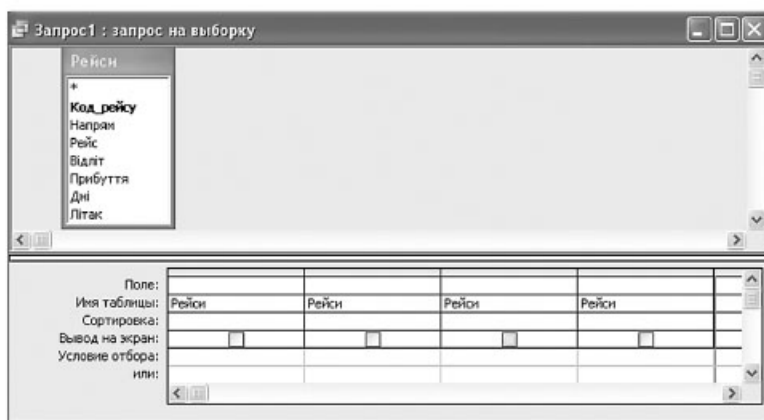 Запрос1 : запрос на выборку
Рейси
*
Код_рейсу
Напрям
Рейс
Відліт
Прибуття
Дні
Літак
Поле:
Имя таблицы: Рейси Рейси Рейси Рейси
Сортировка:
Вывод на экран:
Условие отбора:
или: